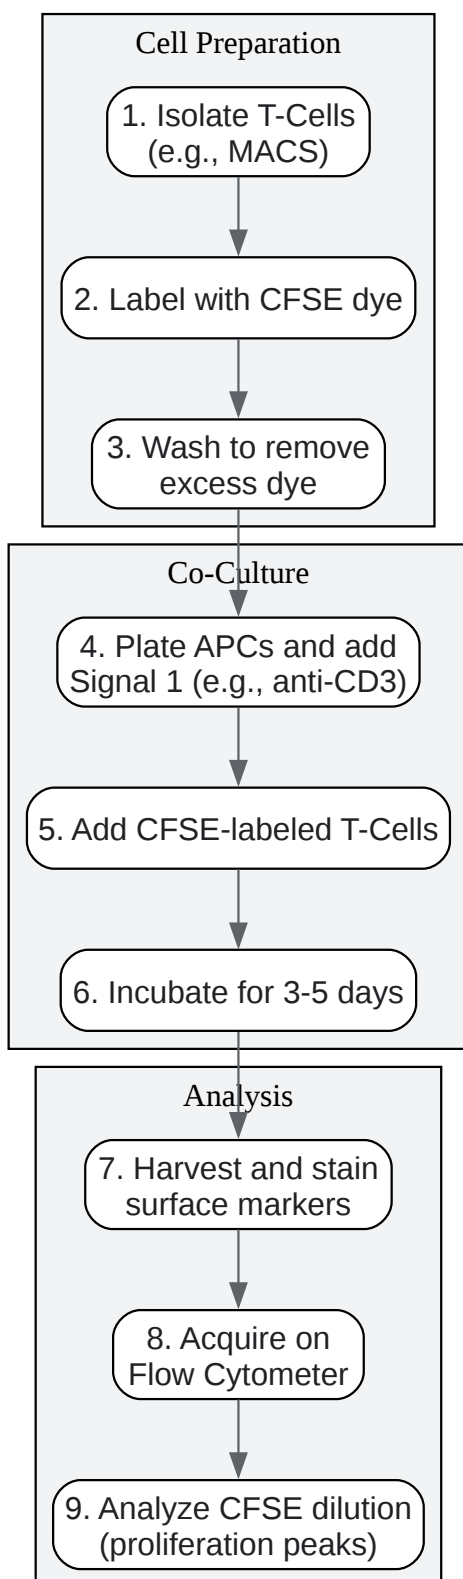 Cell Preparation
1. Isolate T-Cells
(e.g., MACS)
2. Label with CFSE dye
3. Wash to remove
excess dye
Co-Culture
4. Plate APCs and add
Signal 1 (e.g., anti-CD3)
5. Add CFSE-labeled T-Cells
6. Incubate for 3-5 days
Analysis
7. Harvest and stain
surface markers
8. Acquire on
Flow Cytometer
9. Analyze CFSE dilution
(proliferation peaks)